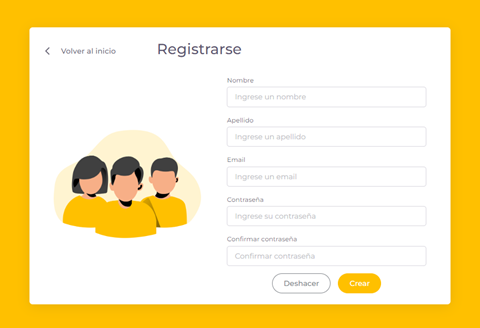 Volver al inicio
Registrarse
Nombre
Ingrese un nombre
Apellido
Ingrese un apellido
Email
Ingrese un email
Contraseña
Ingrese su contraseña
Confirmar contraseña
Confirmar contraseña
Deshacer
Crear